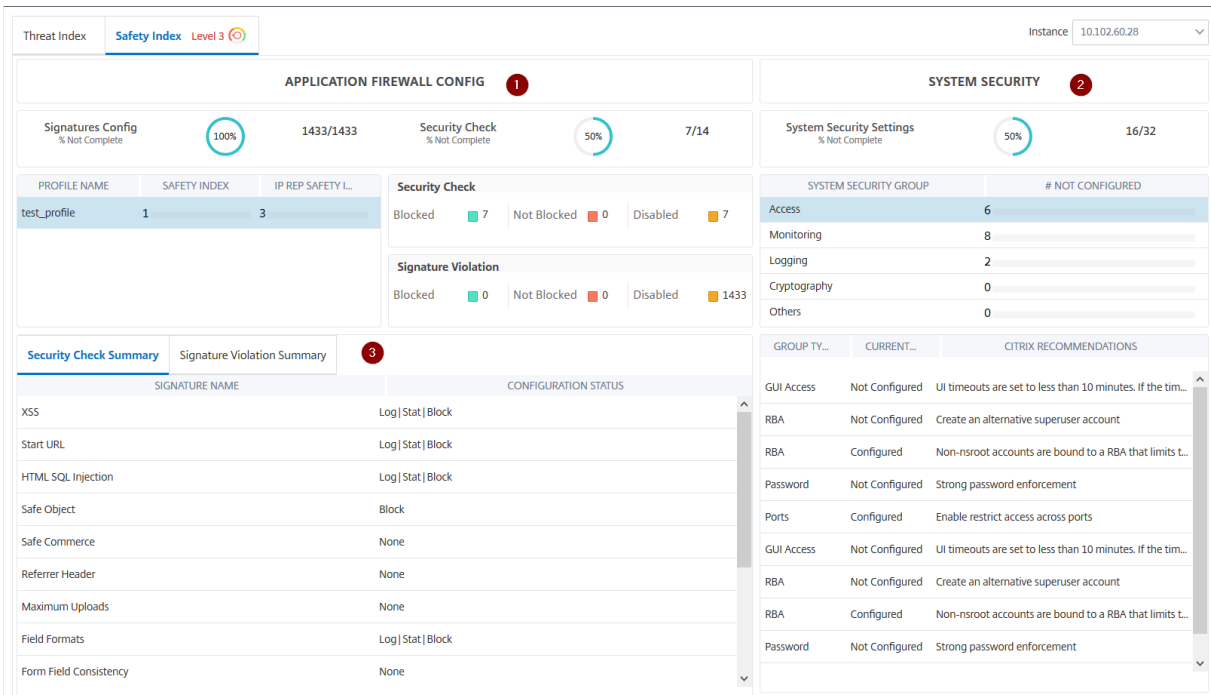 Threat Index Safety Index Level 3 Instance 10.102.60.28
APPLICATION FIREWALL CONFIG 1
Signatures Config
% Not Complete
100%
1433/1433
Security Check
% Not Complete
50%
7/14
PROFILE NAME SAFETY INDEX IP REP SAFETY I...
test_profile 1 3
Security Check
Blocked 7 Not Blocked 0 Disabled 7
Signature Violation
Blocked 0 Not Blocked 0 Disabled 1433
Security Check Summary Signature Violation Summary 3
SIGNATURE NAME CONFIGURATION STATUS
XSS Log|Stat|Block
Start URL Log|Stat|Block
HTML SQL Injection Log|Stat|Block
Safe Object Block
Safe Commerce None
Referrer Header None
Maximum Uploads None
Field Formats Log|Stat|Block
Form Field Consistency None
SYSTEM SECURITY 2
System Security Settings
% Not Complete
50%
16/32
SYSTEM SECURITY GROUP # NOT CONFIGURED
Access 6
Monitoring 8
Logging 2
Cryptography 0
Others 0
GROUP TY... CURRENT... CITRIX RECOMMENDATIONS
GUI Access Not Configured UI timeouts are set to less than 10 minutes. If the tim...
RBA Not Configured Create an alternative superuser account
RBA Configured Non-nsroot accounts are bound to a RBA that limits t...
Password Not Configured Strong password enforcement
Ports Configured Enable restrict access across ports
GUI Access Not Configured UI timeouts are set to less than 10 minutes. If the tim...
RBA Not Configured Create an alternative superuser account
RBA Configured Non-nsroot accounts are bound to a RBA that limits t...
Password Not Configured Strong password enforcement